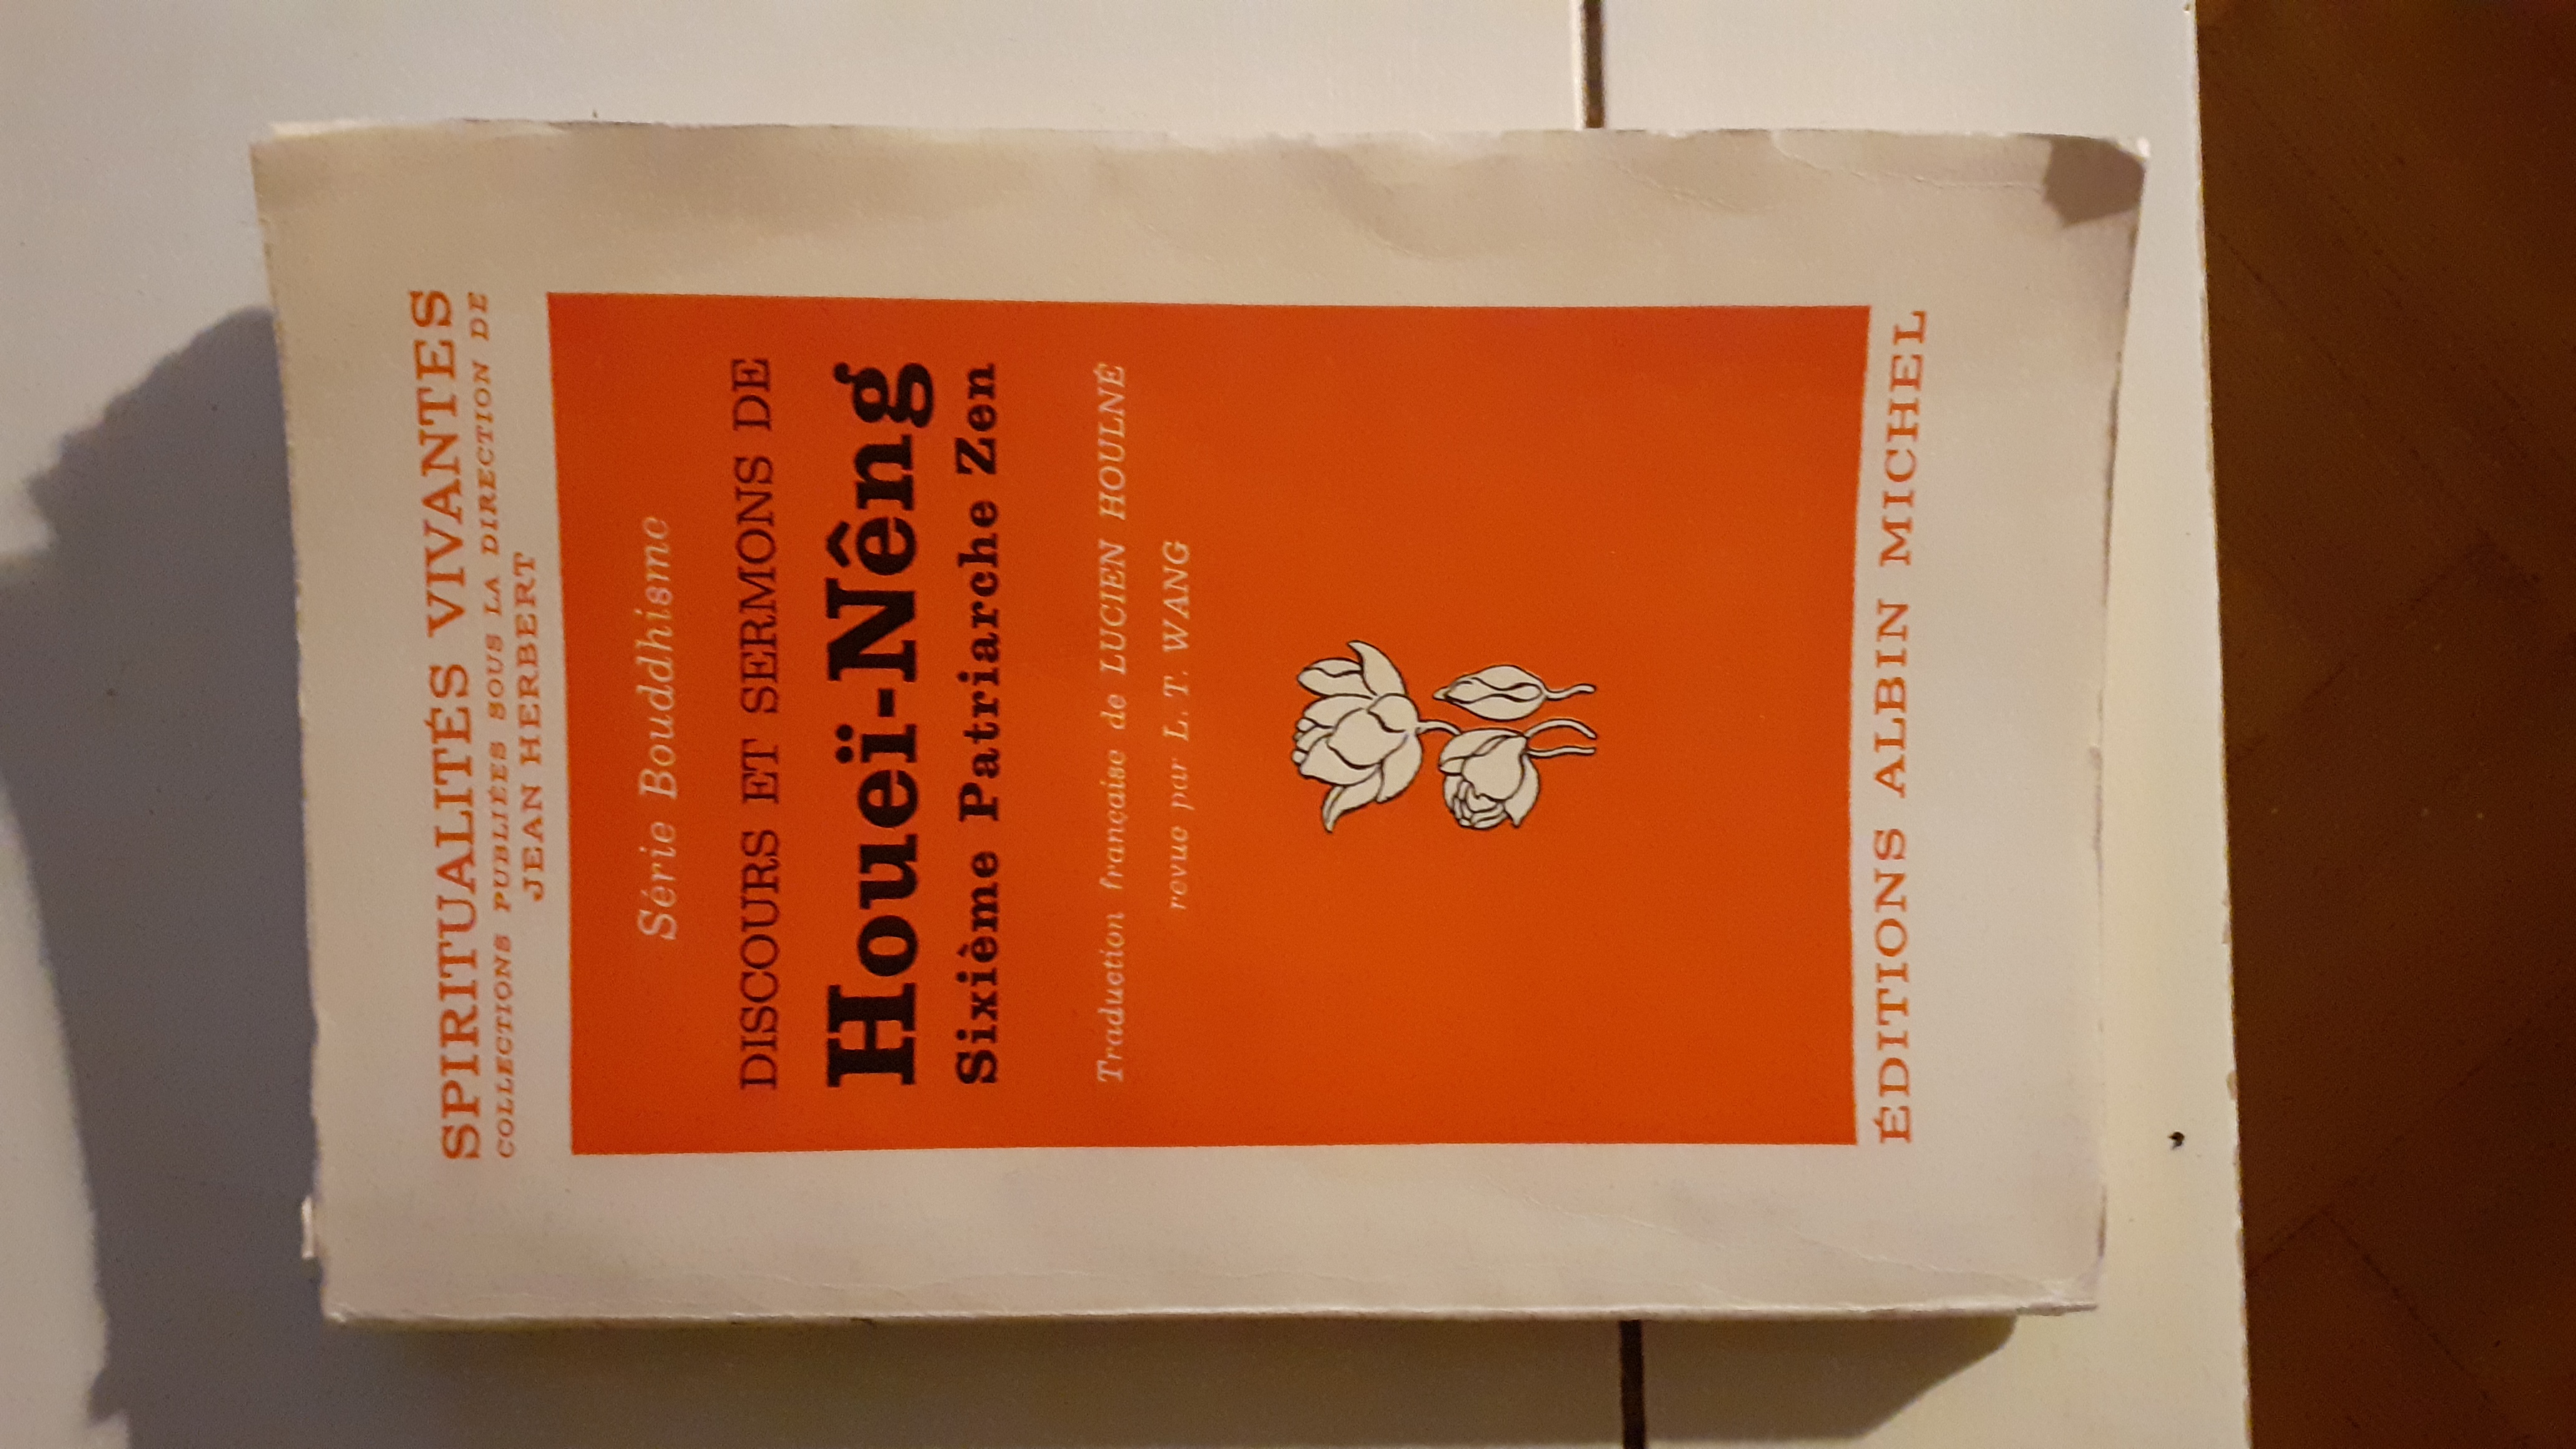 SPIRITUALITÉS VIVANTES
COLLECTIONS PUBLIÉES SOUS LA DIRECTION DE
JEAN HERBERT
Série Bouddhisme
DISCOURS ET SERMONS DE
Houeï-Nêng
Sixième Patriarche Zen
Traduction française de LUCIEN HOULNÉ
revue par L. T. WANG
ÉDITIONS ALBIN MICHEL